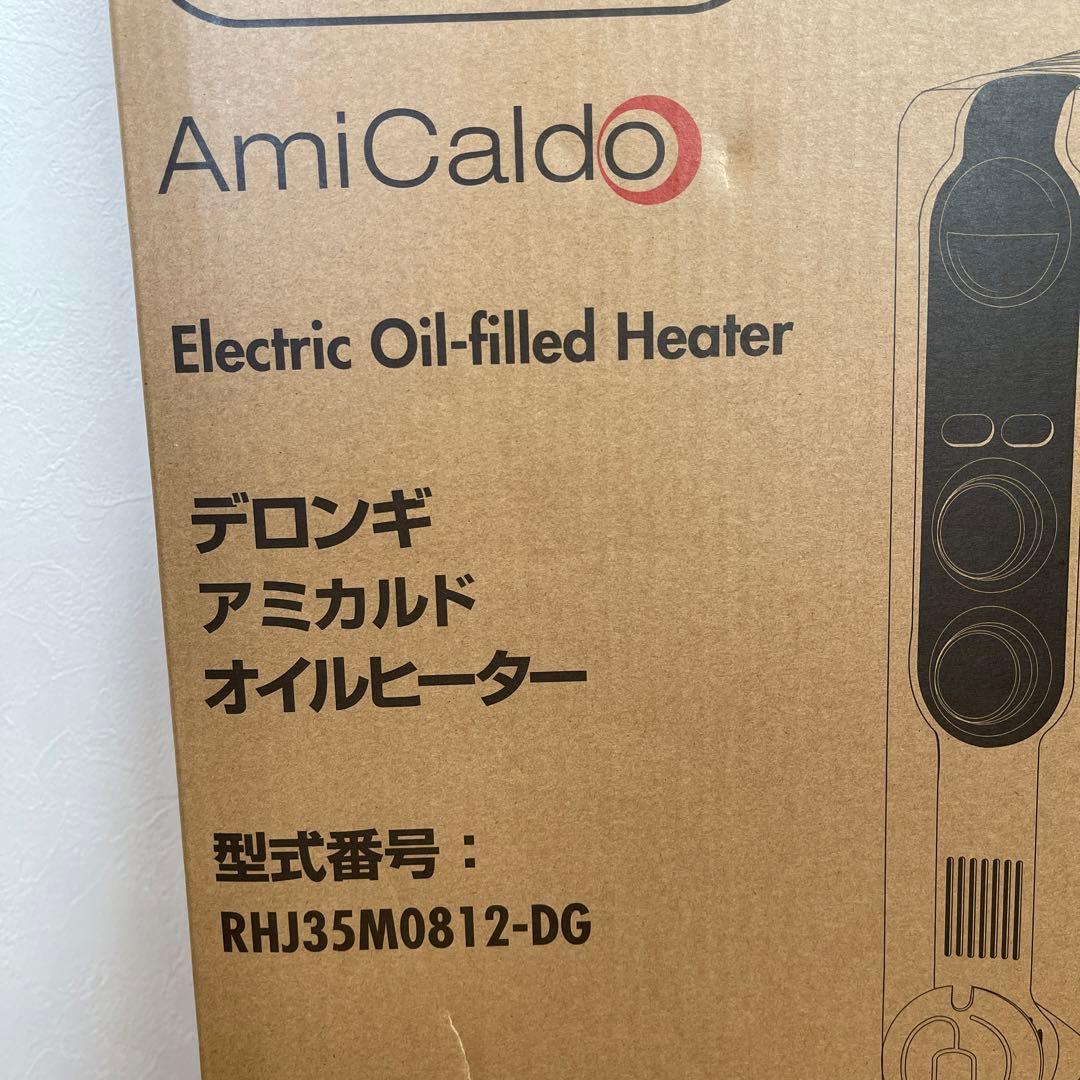 AmiCaldo
Electric Oil-filled Heater
デロンギ
アミカルド
オイルヒーター
型式番号：
RHJ35M0812-DG